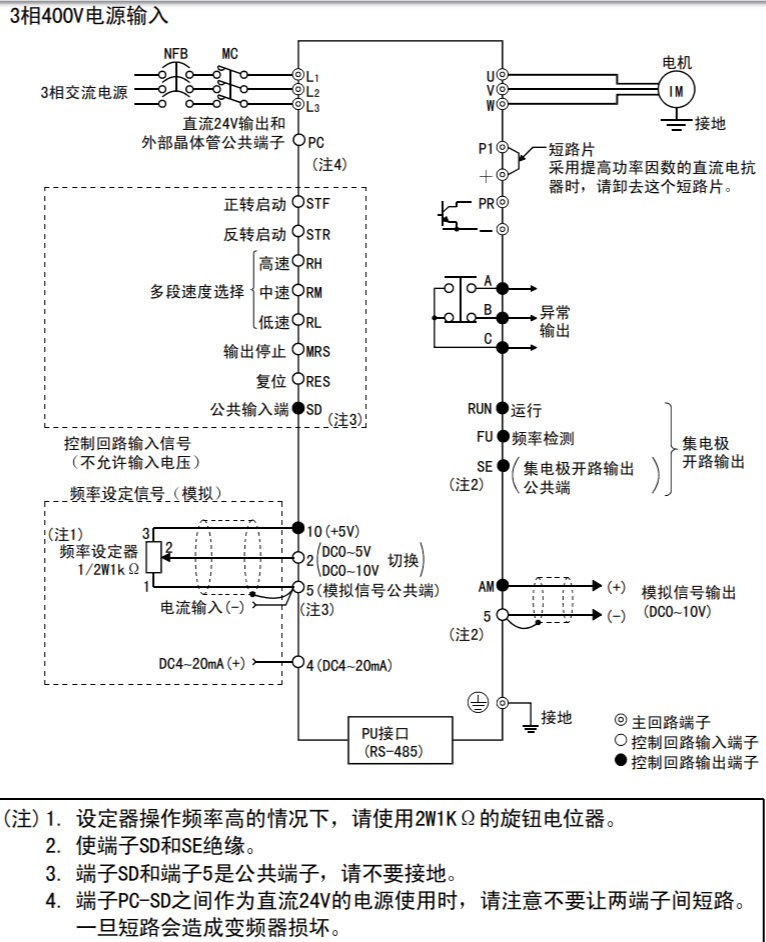 3相400V电源输入
NFB
MC
3相交流电源
L1
L2
L3
直流24V输出和
外部晶体管公共端子
PC
(注4)
正转启动
STF
反转启动
STR
多段速度选择
高速
RH
中速
RM
低速
RL
输出停止
MRS
复位
RES
公共输入端
SD
(注3)
控制回路输入信号
（不允许输入电压）
频率设定信号（模拟）
(注1)
频率设定器
1/2W1kΩ
3
2
1
10(+5V)
2
DC0~5V
DC0~10V
切换
5(模拟信号公共端)
(注3)
电流输入(-)
DC4~20mA(+)
4(DC4~20mA)
PU接口
(RS-485)
U
V
W
电机
IM
接地
P1
+
短路片
采用提高功率因数的直流电抗
器时，请卸去这个短路片。
PR
-
A
B
C
异常
输出
RUN
运行
FU
频率检测
SE
(注2)
(集电极开路输出
公共端)
集电极
开路输出
AM
5
(注2)
(+)
(-)
模拟信号输出
(DC0~10V)
接地
主回路端子
控制回路输入端子
控制回路输出端子
(注)1. 设定器操作频率高的情况下，请使用2W1KΩ的旋钮电位器。
2. 使端子SD和SE绝缘。
3. 端子SD和端子5是公共端子，请不要接地。
4. 端子PC-SD之间作为直流24V的电源使用时，请注意不要让两端子间短路。
一旦短路会造成变频器损坏。